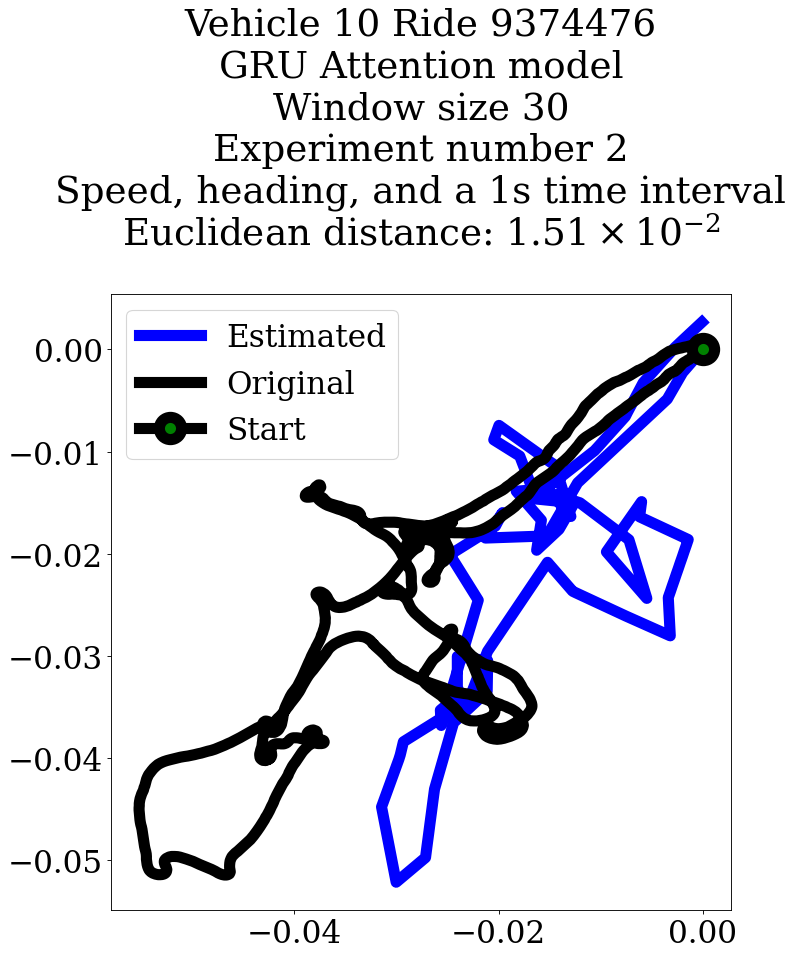 Vehicle 10 Ride 9374476
GRU Attention model
Window size 30
Experiment number 2
Speed, heading, and a 1s time interval
Euclidean distance: 1.51 × 10⁻²
Estimated
Original
Start
0.00
−0.01
−0.02
−0.03
−0.04
−0.05
−0.04
−0.02
0.00